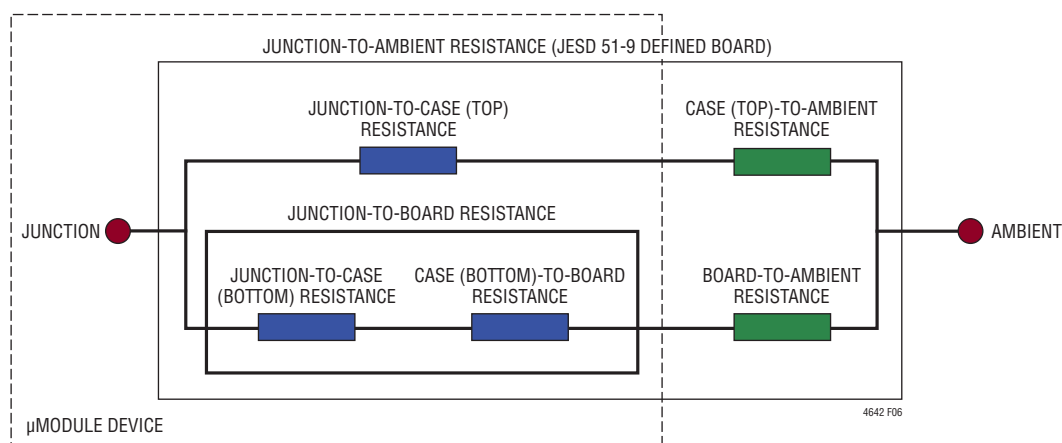 JUNCTION-TO-AMBIENT RESISTANCE (JESD 51-9 DEFINED BOARD)
JUNCTION-TO-CASE (TOP)
RESISTANCE
CASE (TOP)-TO-AMBIENT
RESISTANCE
JUNCTION
JUNCTION-TO-BOARD RESISTANCE
AMBIENT
JUNCTION-TO-CASE
(BOTTOM) RESISTANCE
CASE (BOTTOM)-TO-BOARD
RESISTANCE
BOARD-TO-AMBIENT
RESISTANCE
4642 F06
µMODULE DEVICE